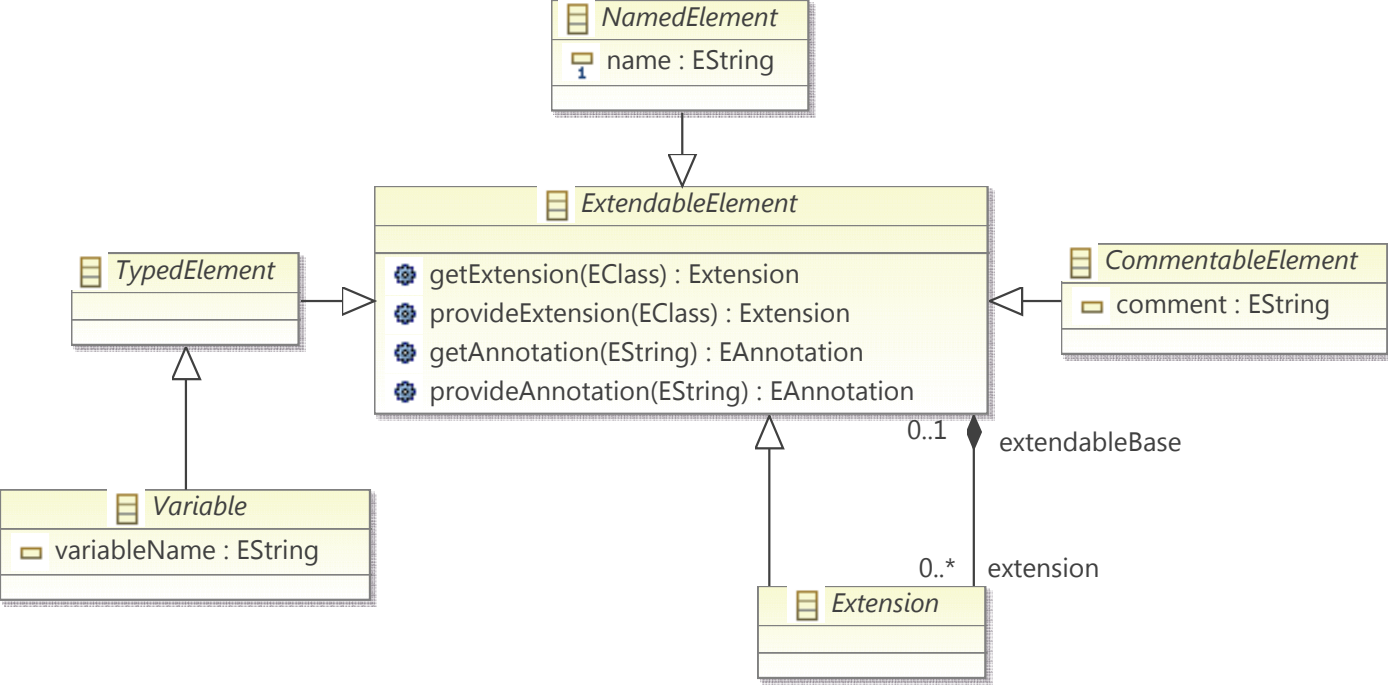 NamedElement
1
name : EString
ExtendableElement
getExtension(EClass) : Extension
provideExtension(EClass) : Extension
getAnnotation(EString) : EAnnotation
provideAnnotation(EString) : EAnnotation
TypedElement
CommentableElement
comment : EString
0..1
extendableBase
Variable
variableName : EString
0..*
extension
Extension